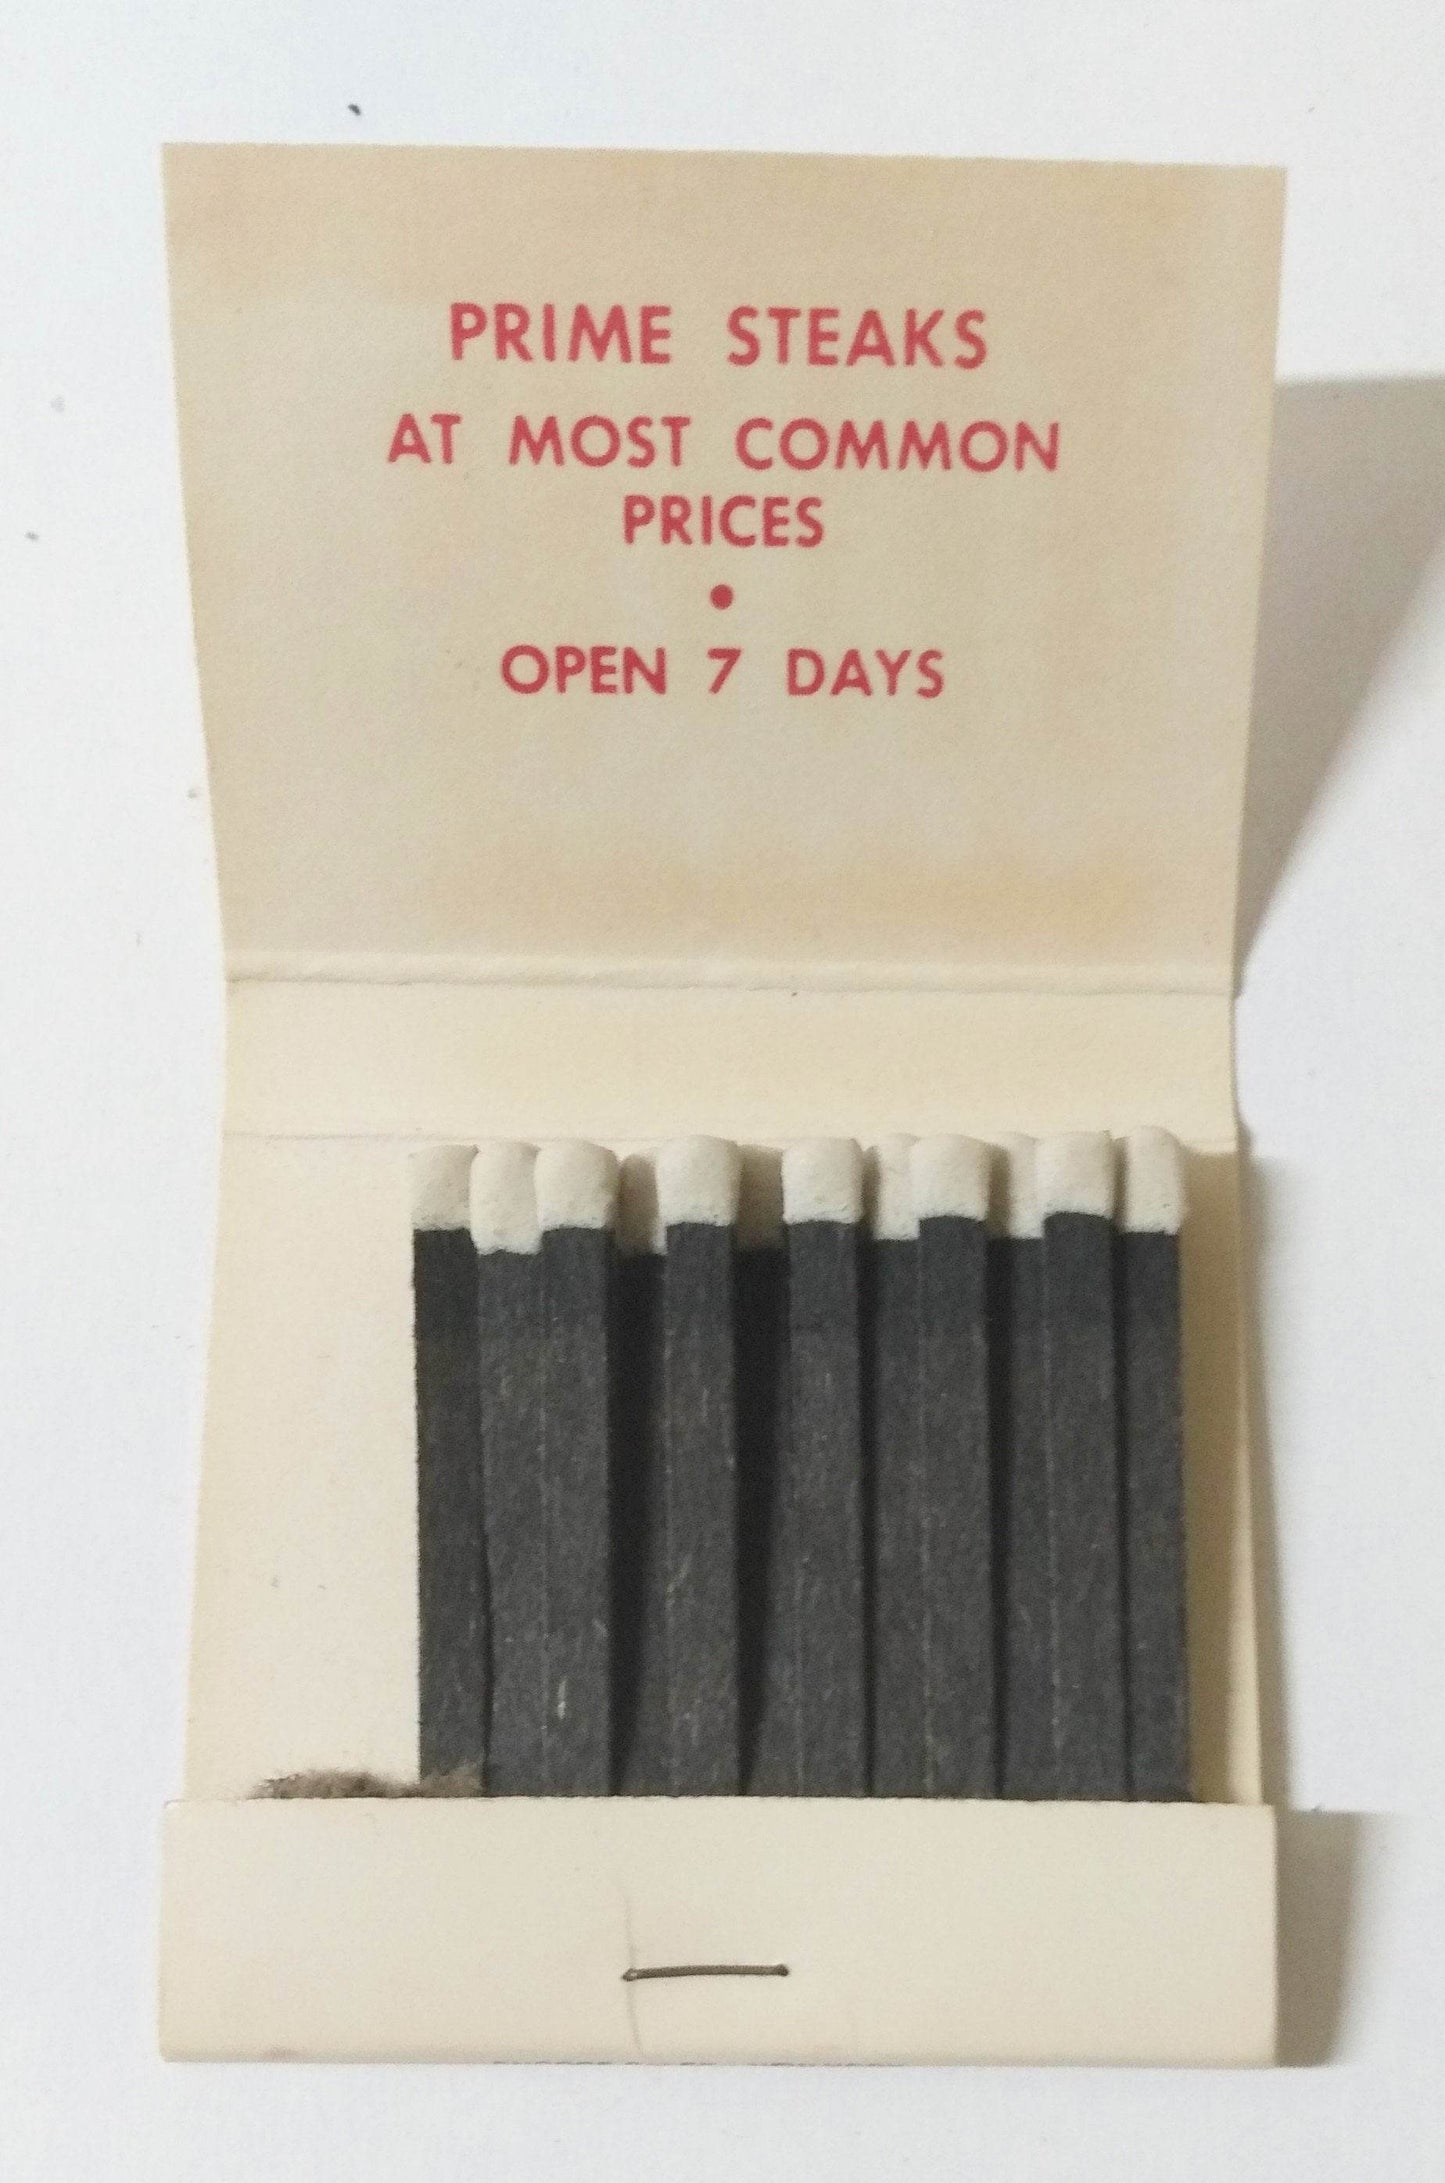 PRIME STEAKS
AT MOST COMMON
PRICES
•
OPEN 7 DAYS